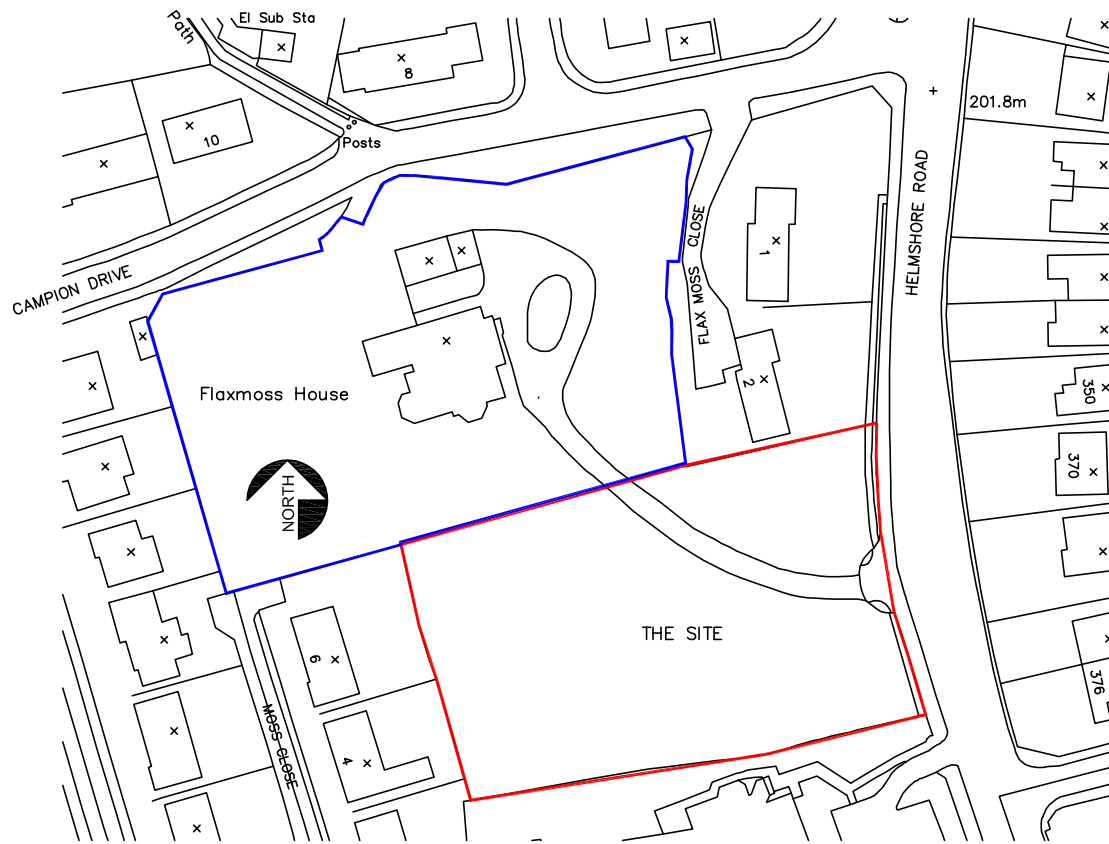 El Sub Sta
Path
8
10
Posts
201.8m
HELMSHORE ROAD
FLAX MOSS CLOSE
1
CAMPION DRIVE
2
350
Flaxmoss House
370
NORTH
THE SITE
6
376
MOSS CLOSE
4